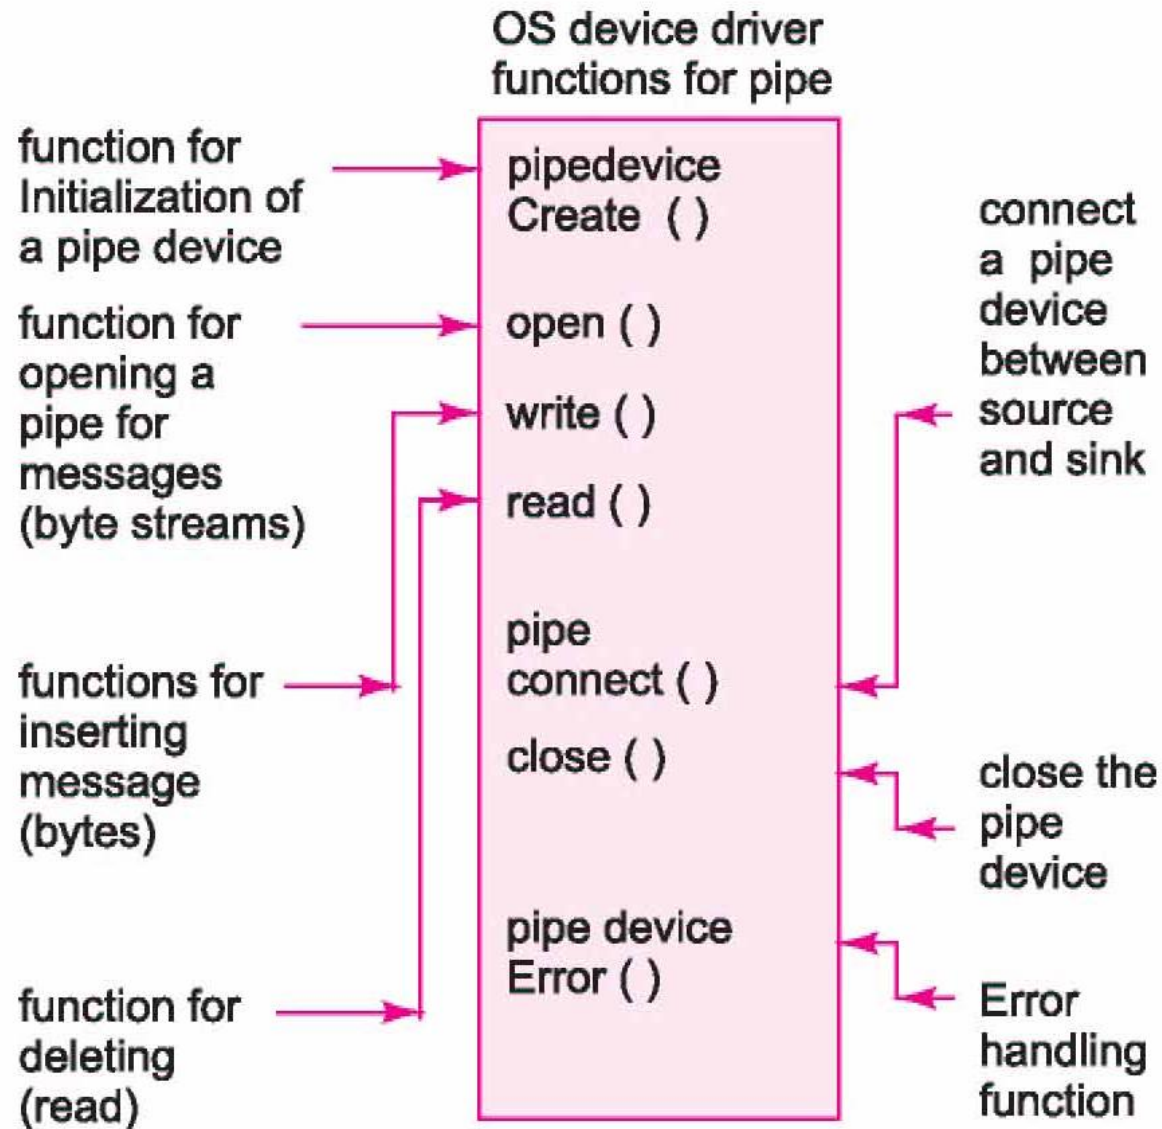 OS device driver
functions for pipe
function for
Initialization of
a pipe device
function for
opening a
pipe for
messages
(byte streams)
functions for
inserting
message
(bytes)
function for
deleting
(read)
pipedevice
Create ( )
open ( )
write ( )
read ( )
pipe
connect ( )
close ( )
pipe device
Error ( )
connect
a pipe
device
between
source
and sink
close the
pipe
device
Error
handling
function